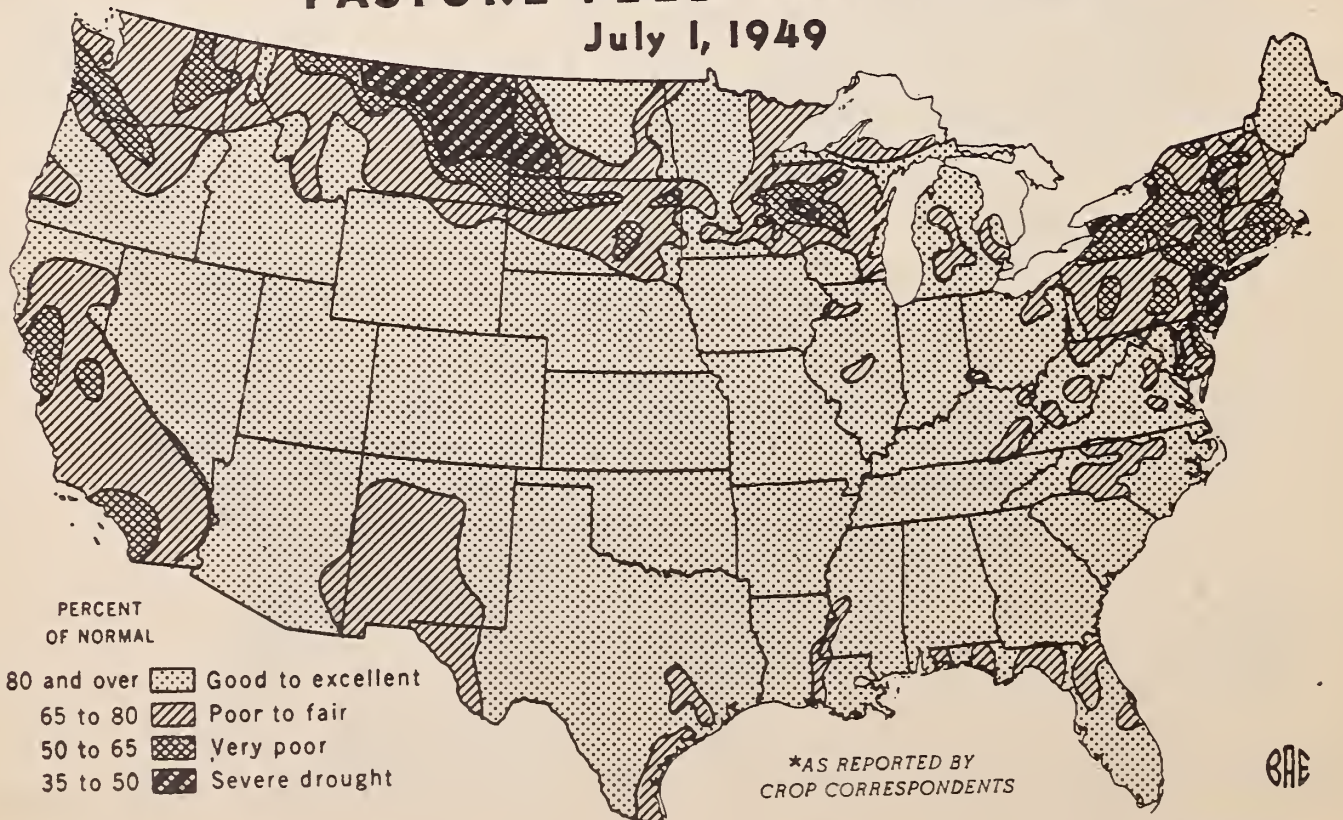 July 1, 1949
PERCENT
OF NORMAL
80 and over Good to excellent
65 to 80 Poor to fair
50 to 65 Very poor
35 to 50 Severe drought
*AS REPORTED BY
CROP CORRESPONDENTS
BAE